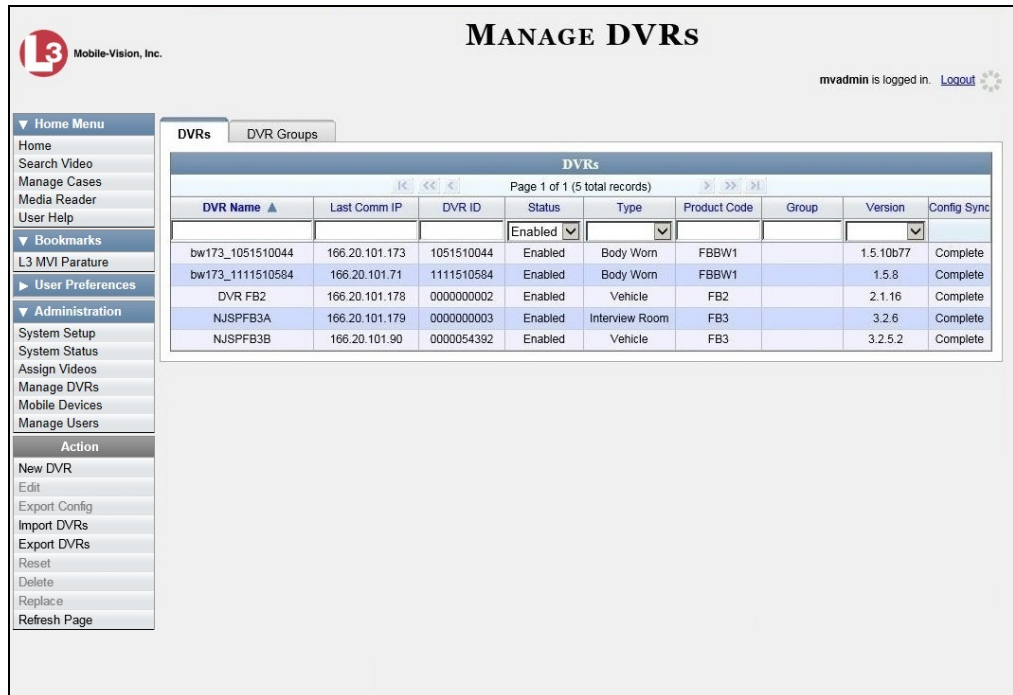 L3 Mobile-Vision, Inc.
MANAGE DVRS
mvadmin is logged in. Logout
▼ Home Menu
Home
Search Video
Manage Cases
Media Reader
User Help
▼ Bookmarks
L3 MVI Parature
▶ User Preferences
▼ Administration
System Setup
System Status
Assign Videos
Manage DVRs
Mobile Devices
Manage Users
Action
New DVR
Edit
Export Config
Import DVRs
Export DVRs
Reset
Delete
Replace
Refresh Page
DVRs DVR Groups
DVRs
Page 1 of 1 (5 total records)
DVR Name ▲ Last Comm IP DVR ID Status Type Product Code Group Version Config Sync
Enabled
bw173_1051510044 166.20.101.173 1051510044 Enabled Body Worn FBBW1 1.5.10b77 Complete
bw173_1111510584 166.20.101.71 1111510584 Enabled Body Worn FBBW1 1.5.8 Complete
DVR FB2 166.20.101.178 0000000002 Enabled Vehicle FB2 2.1.16 Complete
NJSPFB3A 166.20.101.179 0000000003 Enabled Interview Room FB3 3.2.6 Complete
NJSPFB3B 166.20.101.90 0000054392 Enabled Vehicle FB3 3.2.5.2 Complete